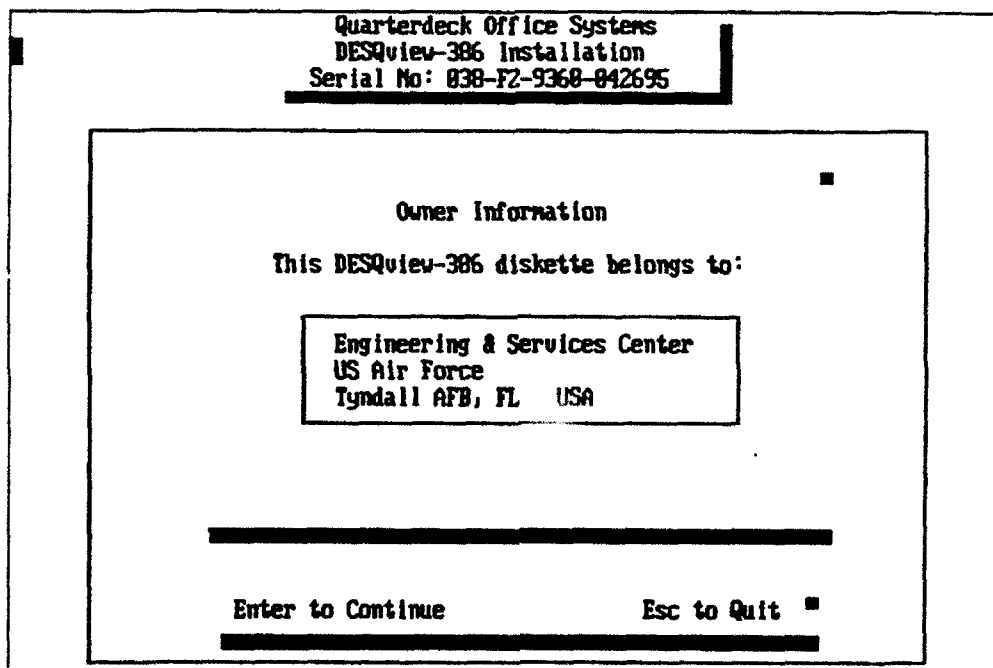 Quarterdeck Office Systems
DESQview-386 Installation
Serial No: 038-F2-9360-042695
Owner Information
This DESQview-386 diskette belongs to:
Engineering & Services Center
US Air Force
Tyndall AFB, FL USA
Enter to Continue Esc to Quit